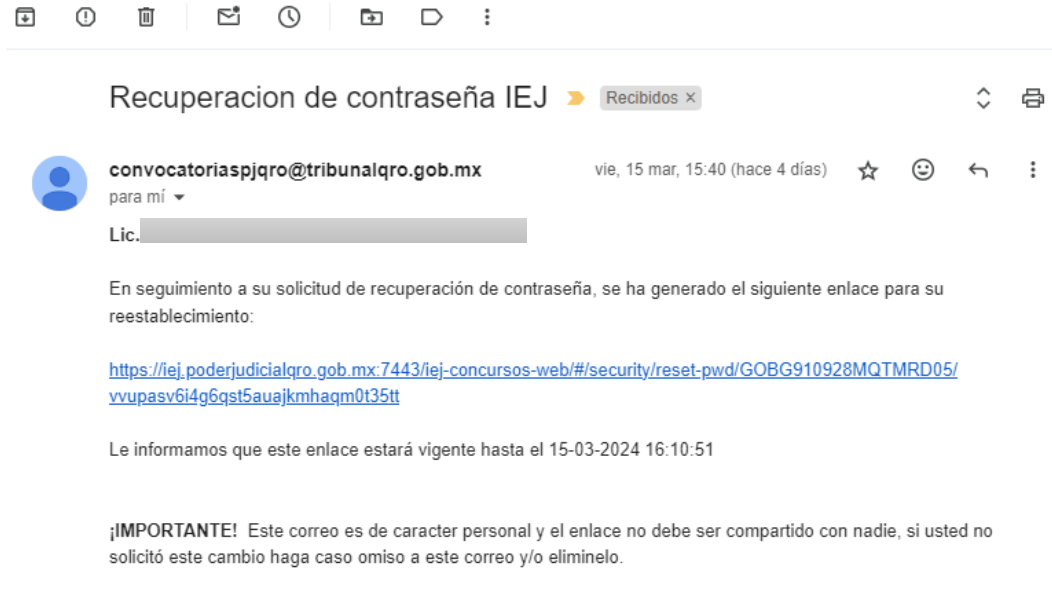 Recuperacion de contraseña IEJ Recibidos ×
convocatoriaspjqro@tribunalqro.gob.mx vie, 15 mar, 15:40 (hace 4 días)
para mí
Lic.
En seguimiento a su solicitud de recuperación de contraseña, se ha generado el siguiente enlace para su
reestablecimiento:
https://iej.poderjudicialqro.gob.mx:7443/iej-concursos-web/#/security/reset-pwd/GOBG910928MQTMRD05/
vvupasv6i4g6qst5auajkmhaqm0t35tt
Le informamos que este enlace estará vigente hasta el 15-03-2024 16:10:51
¡IMPORTANTE! Este correo es de caracter personal y el enlace no debe ser compartido con nadie, si usted no
solicitó este cambio haga caso omiso a este correo y/o eliminelo.